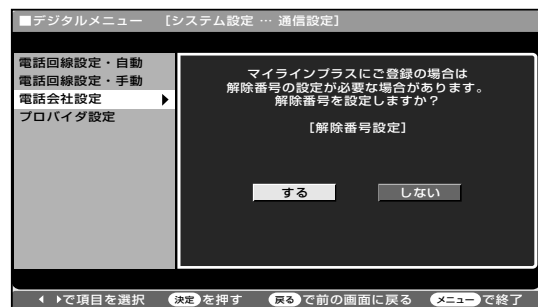 ■デジタルメニュー　[システム設定 … 通信設定]
電話回線設定・自動
電話回線設定・手動
電話会社設定
プロバイダ設定
マイラインプラスにご登録の場合は
解除番号の設定が必要な場合があります。
解除番号を設定しますか？
[解除番号設定]
する　しない
で項目を選択　決定を押す　戻るで前の画面に戻る　メニューで終了